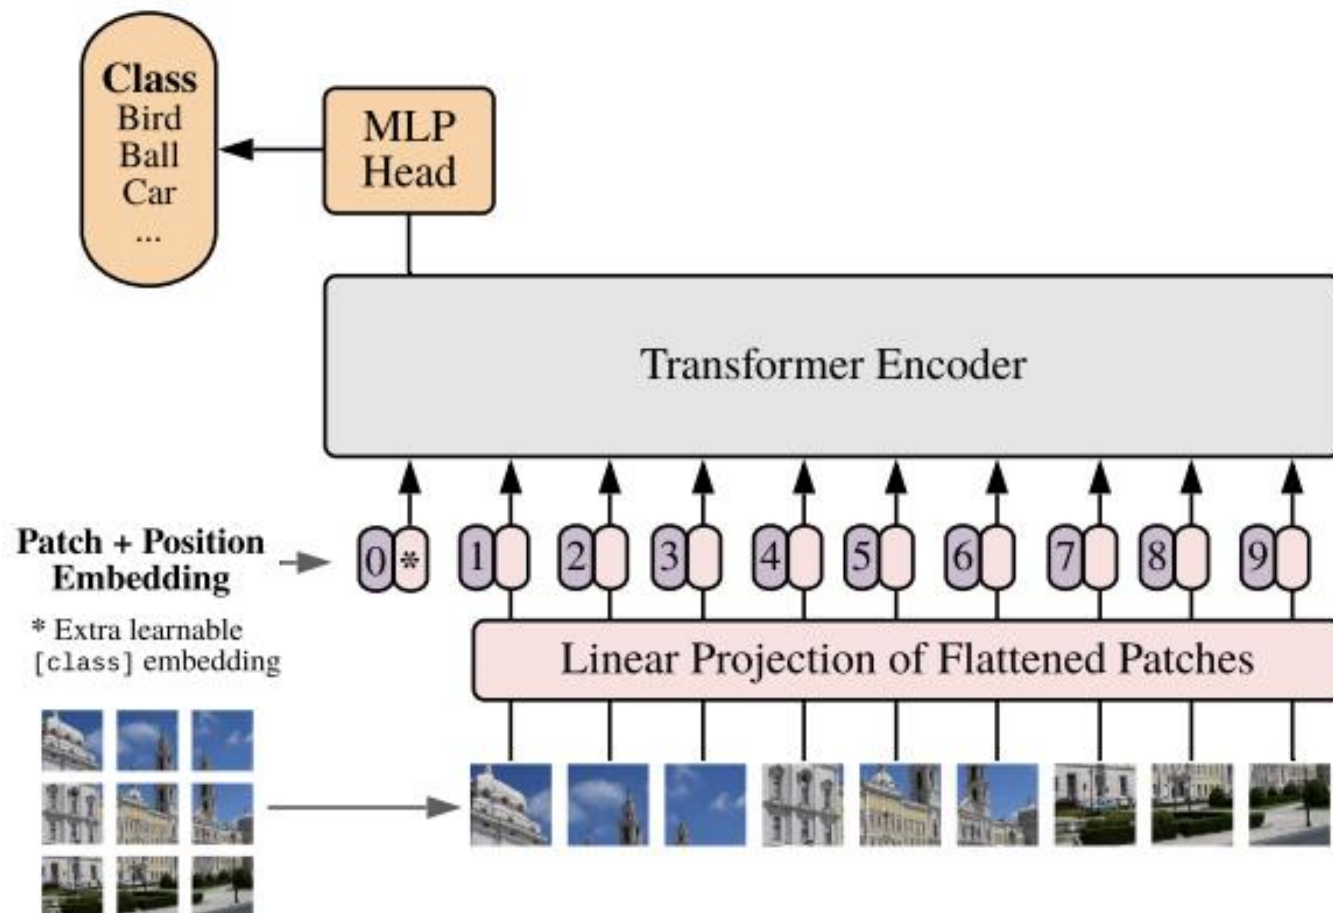 Class
Bird
Ball
Car
...
MLP
Head
Transformer Encoder
Patch + Position
Embedding
0 * 1 2 3 4 5 6 7 8 9
* Extra learnable
[class] embedding
Linear Projection of Flattened Patches